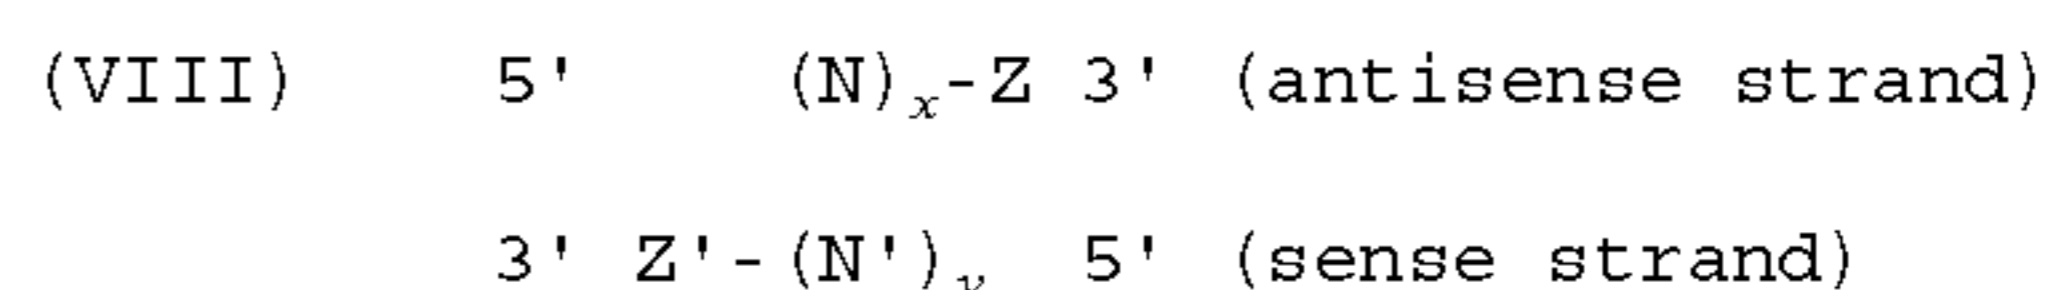 (VIII) 5' (N)x-Z 3' (antisense strand)
3' Z'-(N')y 5' (sense strand)